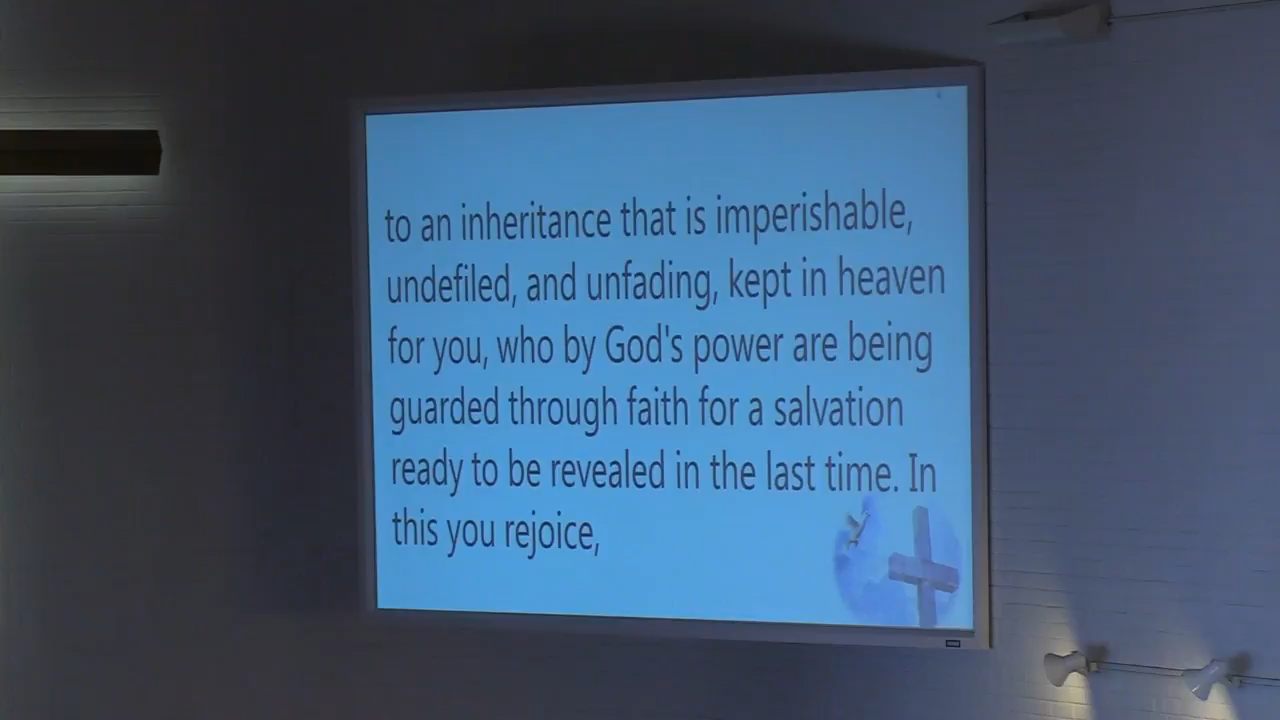 to an inheritance that is imperishable,
undefiled, and unfading, kept in heaven
for you, who by God's power are being
guarded through faith for a salvation
ready to be revealed in the last time. In
this you rejoice,